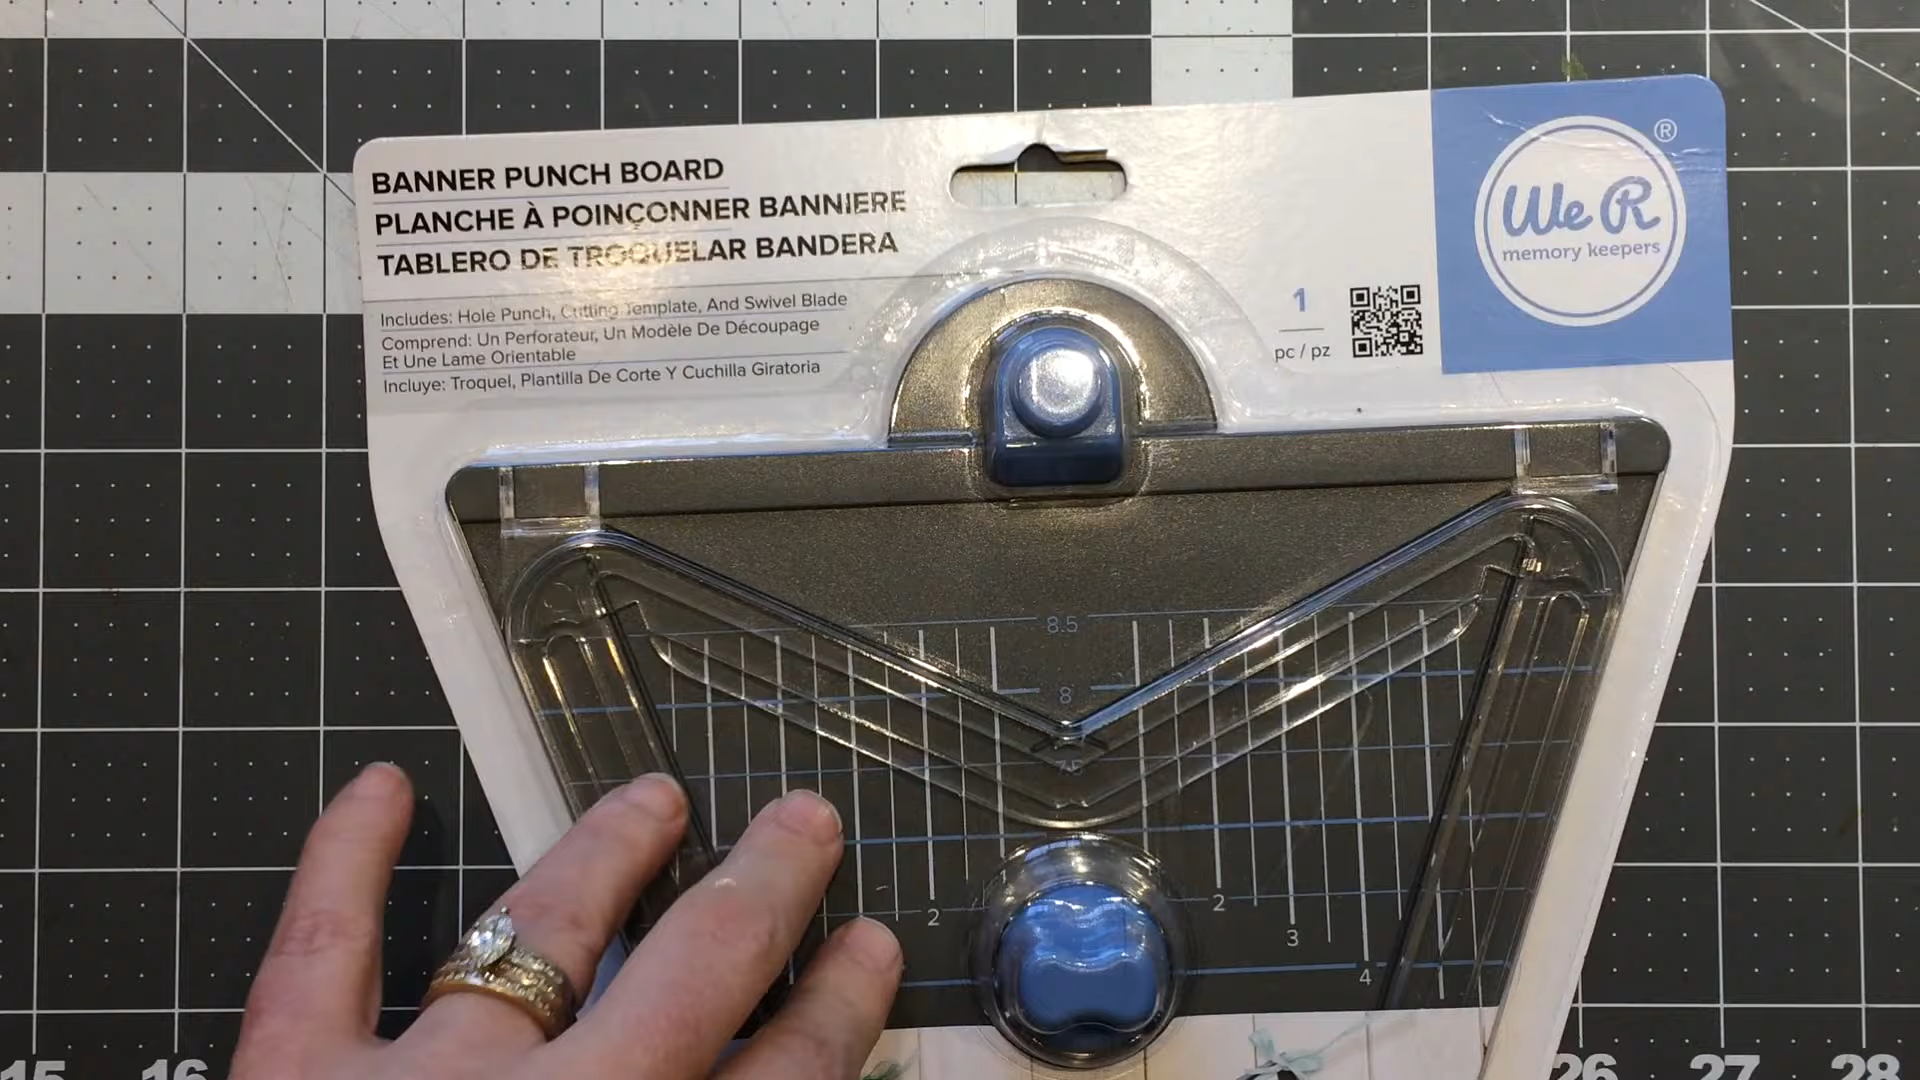 BANNER PUNCH BOARD
PLANCHE À POINÇONNER BANNIERE
TABLERO DE TROQUELAR BANDERA
Includes: Hole Punch, Cutting Template, And Swivel Blade
Comprend: Un Perforateur, Un Modèle De Découpage
Et Une Lame Orientable
Incluye: Troquel, Plantilla De Corte Y Cuchilla Giratoria
1
pc / pz
We R
memory keepers
®
8.5
8
7.5
2
2
3
4
15 16 26 27 28